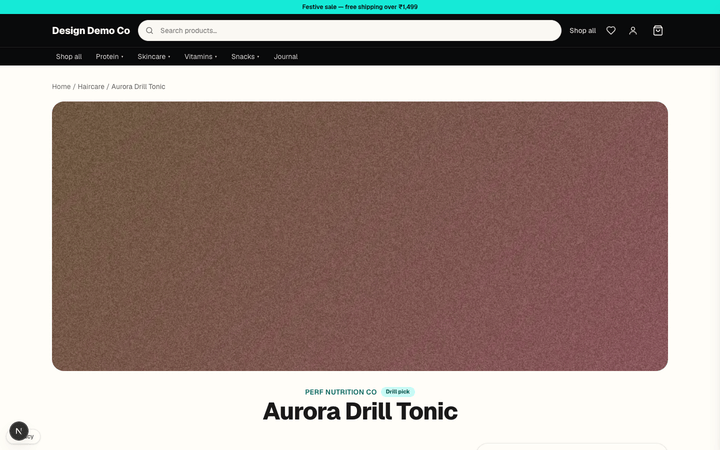 Festive sale — free shipping over ₹1,499
Design Demo Co
Search products…
Shop all
Shop all
Protein
Skincare
Vitamins
Snacks
Journal
Home / Haircare / Aurora Drill Tonic
PERF NUTRITION CO
Drill pick
Aurora Drill Tonic
N